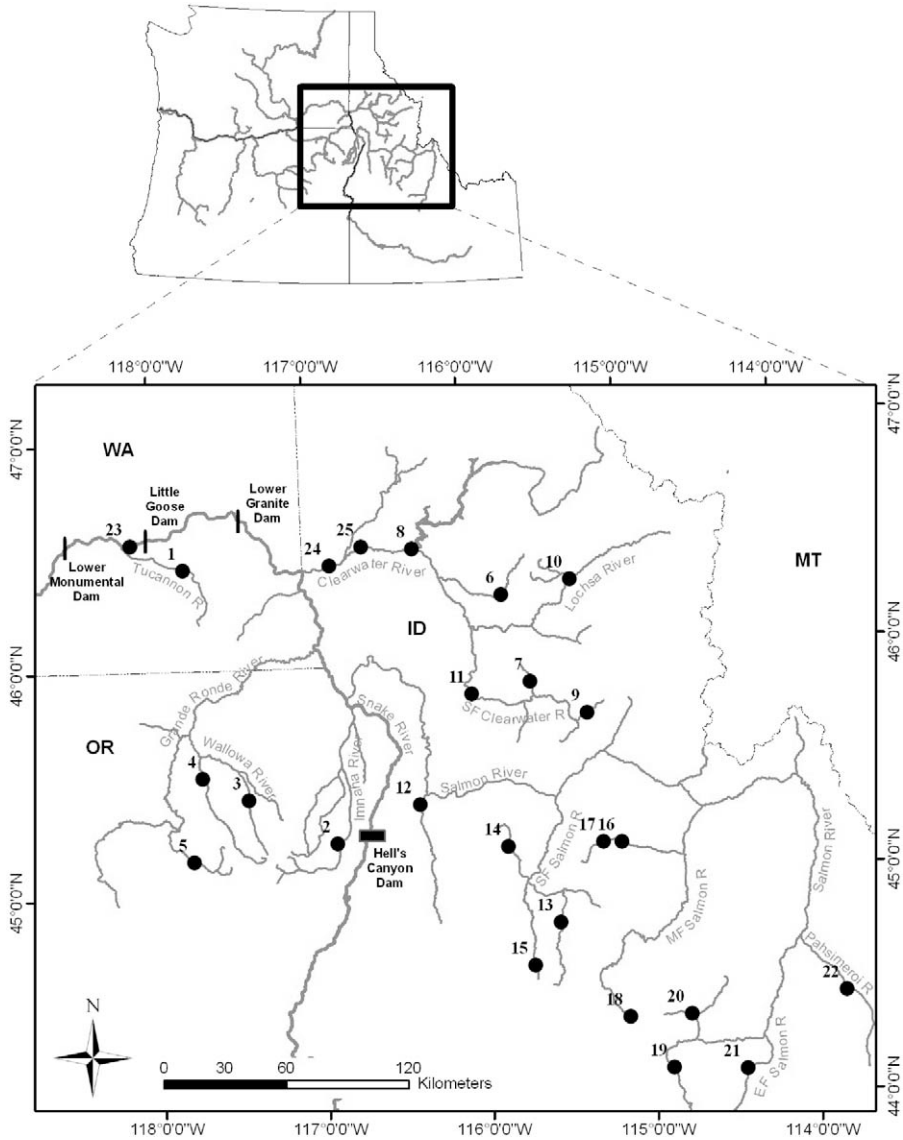 118°0'0"W
117°0'0"W
116°0'0"W
115°0'0"W
114°0'0"W
47°0'0"N
47°0'0"N
WA
MT
ID
OR
Little
Goose
Dam
Lower
Granite
Dam
Lower
Monumental
Dam
23
1
Tucannon R
24
25
8
Clearwater River
6
10
Lochsa River
46°0'0"N
46°0'0"N
11
7
9
SF Clearwater R
Grande Ronde River
Wallowa River
Imnaha River
Snake River
Salmon River
4
3
5
2
12
Hell's
Canyon
Dam
14
17
16
SF Salmon R
MF Salmon R
Salmon River
45°0'0"N
45°0'0"N
13
15
18
20
19
21
22
Pahsimeroi R
EF Salmon R
N
0
30
60
120
Kilometers
44°0'0"N
118°0'0"W
117°0'0"W
116°0'0"W
115°0'0"W
114°0'0"W